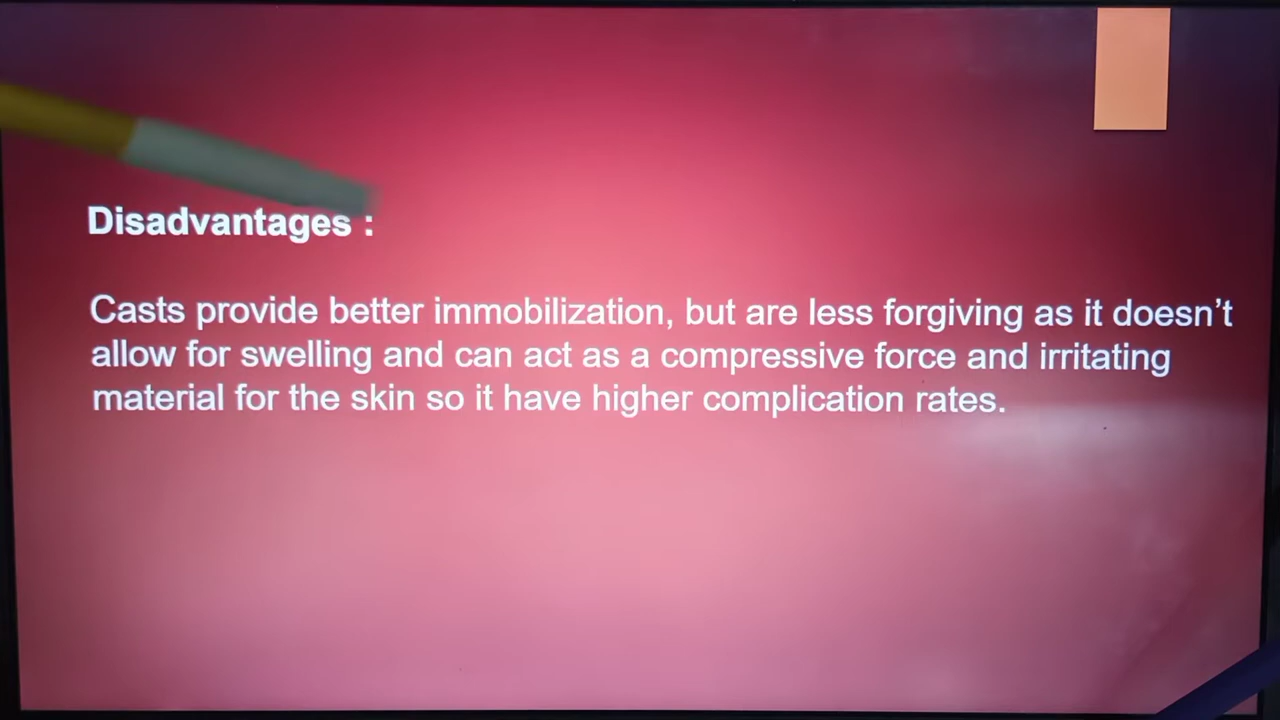 Disadvantages :
Casts provide better immobilization, but are less forgiving as it doesn't
allow for swelling and can act as a compressive force and irritating
material for the skin so it have higher complication rates.